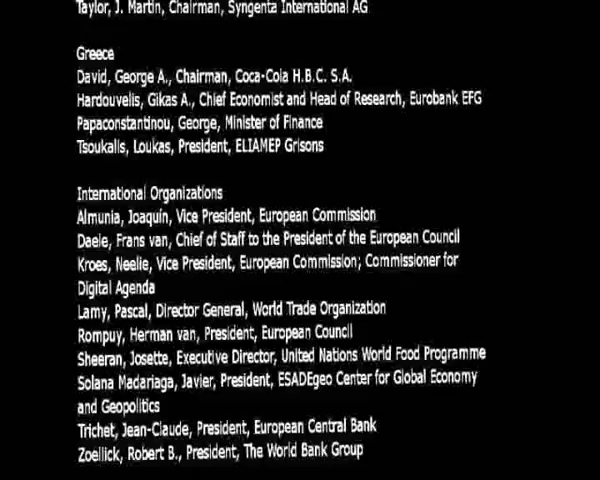 Taylor, J. Martin, Chairman, Syngenta International AG
Greece
David, George A., Chairman, Coca-Cola H.B.C. S.A.
Hardouvelis, Gikas A., Chief Economist and Head of Research, Eurobank EFG
Papaconstantinou, George, Minister of Finance
Tsoukalis, Loukas, President, ELIAMEP Grisons
International Organizations
Almunia, Joaquín, Vice President, European Commission
Daele, Frans van, Chief of Staff to the President of the European Council
Kroes, Neelie, Vice President, European Commission; Commissioner for
Digital Agenda
Lamy, Pascal, Director General, World Trade Organization
Rompuy, Herman van, President, European Council
Sheeran, Josette, Executive Director, United Nations World Food Programme
Solana Madariaga, Javier, President, ESADEgeo Center for Global Economy
and Geopolitics
Trichet, Jean-Claude, President, European Central Bank
Zoellick, Robert B., President, The World Bank Group